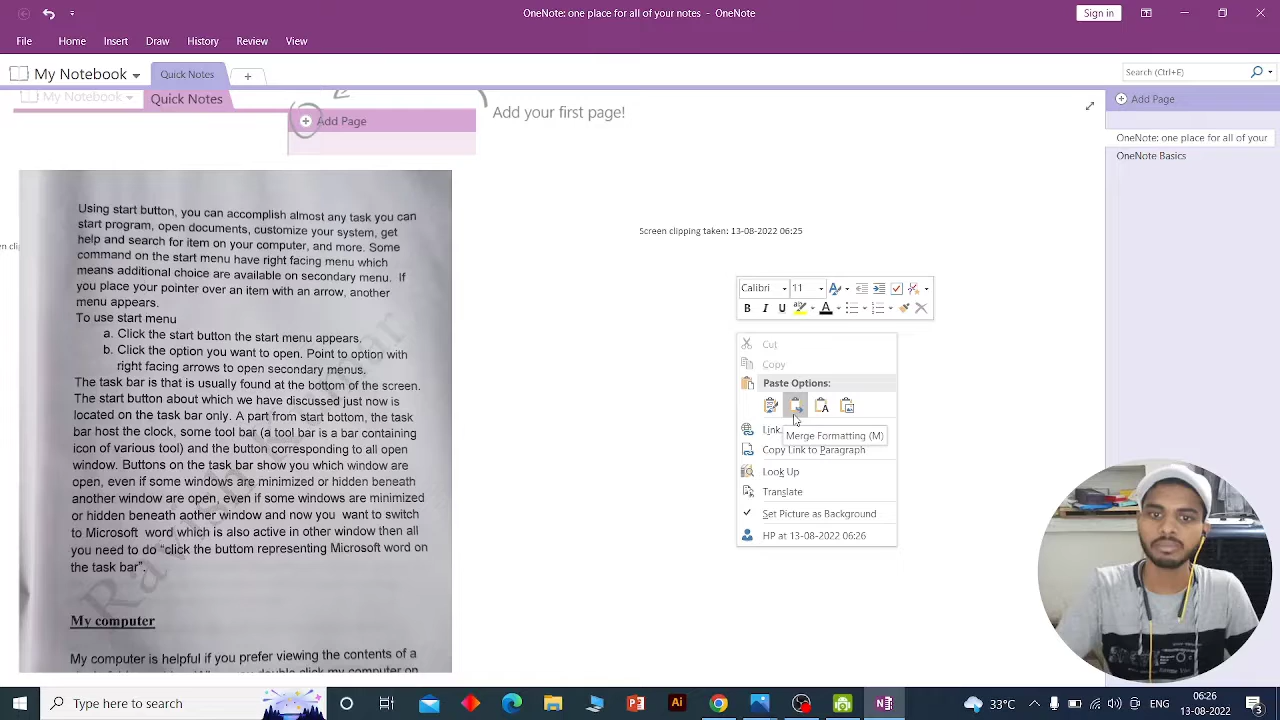 OneNote: one place for all of your notes - OneNote
Sign in
File
Home
Insert
Draw
History
Review
View
My Notebook
Quick Notes
Search (Ctrl+E)
My Notebook
Quick Notes
Add Page
Add your first page!
Add Page
OneNote: one place for all of your
OneNote Basics
Screen clipping taken: 13-08-2022 06:25
Using start button, you can accomplish almost any task you can
start program, open documents, customize your system, get
help and search for item on your computer, and more. Some
command on the start menu have right facing menu which
means additional choice are available on secondary menu. If
you place your pointer over an item with an arrow, another
menu appears.
To use start mu
a. Click the start button the start menu appears.
b. Click the option you want to open. Point to option with
right facing arrows to open secondary menus.
The task bar is that is usually found at the bottom of the screen.
The start button about which we have discussed just now is
located on the task bar only. A part from start bottom, the task
bar host the clock, some tool bar (a tool bar is a bar containing
icon of various tool) and the button corresponding to all open
window. Buttons on the task bar show you which window are
open, even if some windows are minimized or hidden beneath
another window are open, even if some windows are minimized
or hidden beneath aother window and now you want to switch
to Microsoft word which is also active in other window then all
you need to do “click the buttom representing Microsoft word on
the task bar”.
My computer
My computer is helpful if you prefer viewing the contents of a
Calibri 11
B I U A
Cut
Copy
Paste Options:
Link
Merge Formatting (M)
Copy Link to Paragraph
Look Up
Translate
Set Picture as Background
HP at 13-08-2022 06:26
Type here to search
33°C
ENG
06:26
13-08-2022